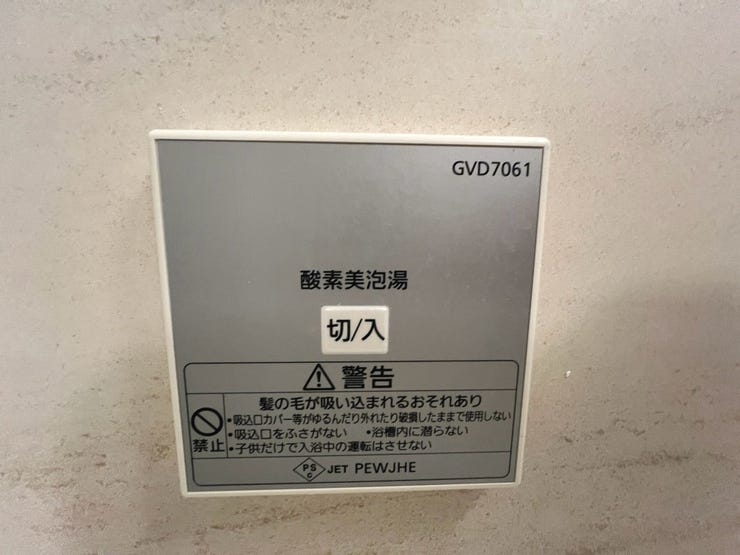 GVD7061
酸素美泡湯
切/入
警告
髪の毛が吸い込まれるおそれあり
•吸込口カバー等がゆるんだり外れたり破損したままで使用しない
•吸込口をふさがない •浴槽内に潜らない
禁止 •子供だけで入浴中の運転はさせない
PS C JET PEWJHE